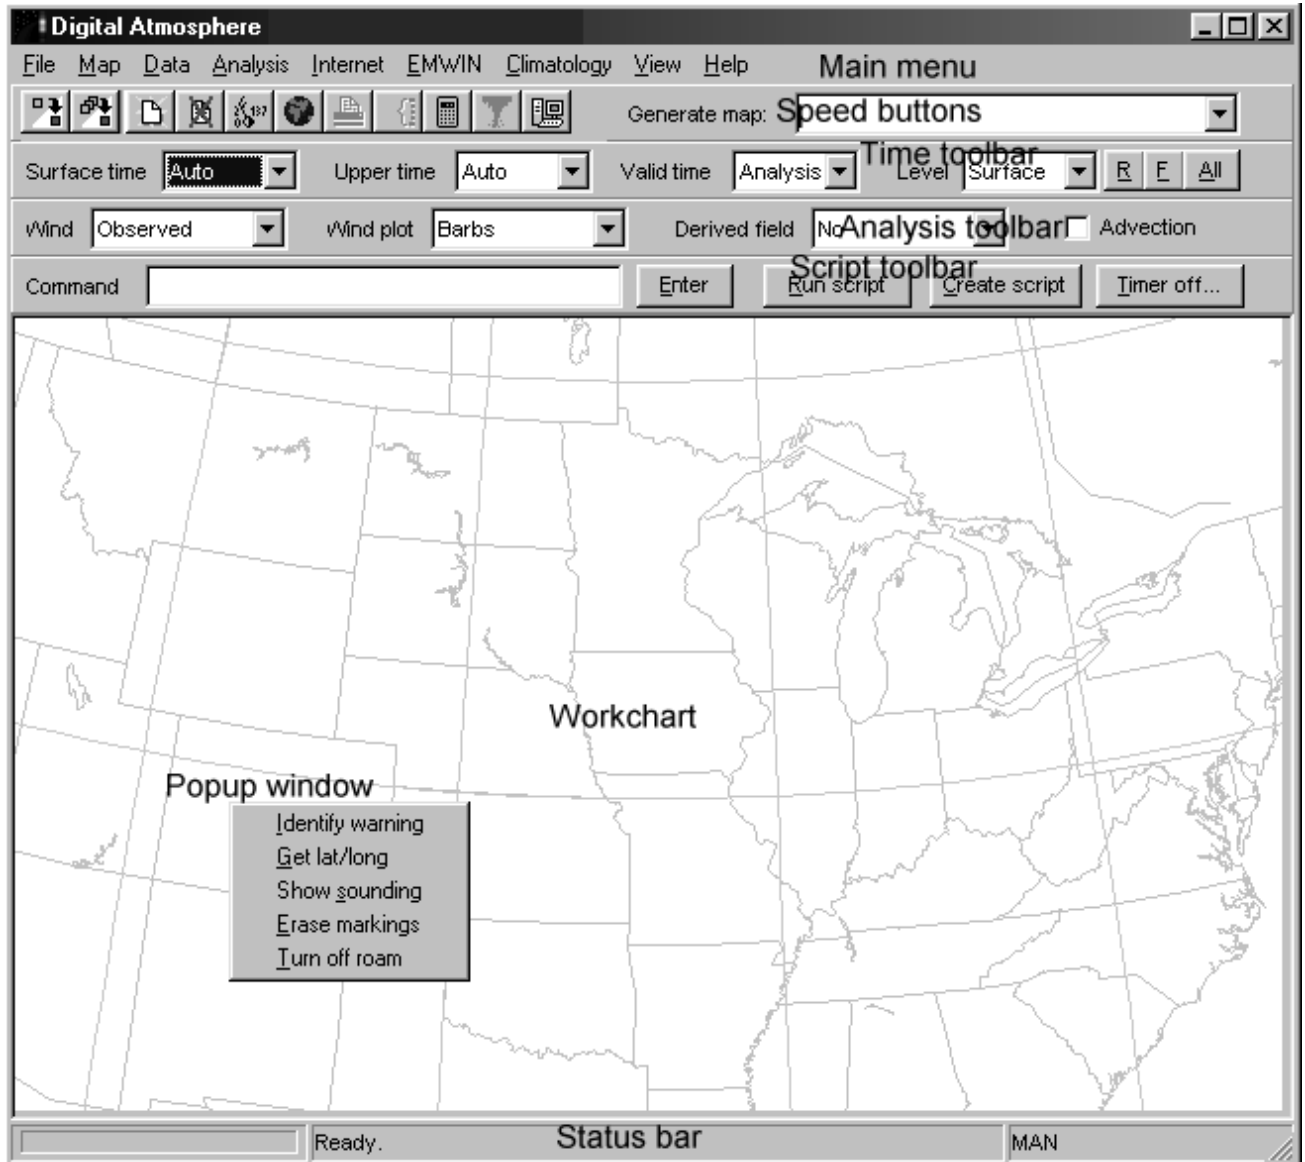 Digital Atmosphere
File Map Data Analysis Internet EMWIN Climatology View Help Main menu
Generate map: Speed buttons
Time toolbar
Surface time Auto Upper time Auto Valid time Analysis Level Surface R F All
Wind Observed Wind plot Barbs Derived field No Analysis toolbar Advection
Script toolbar
Command Enter Run script Create script Timer off...
Workchart
Popup window
Identify warning
Get lat/long
Show sounding
Erase markings
Turn off roam
Ready. Status bar MAN